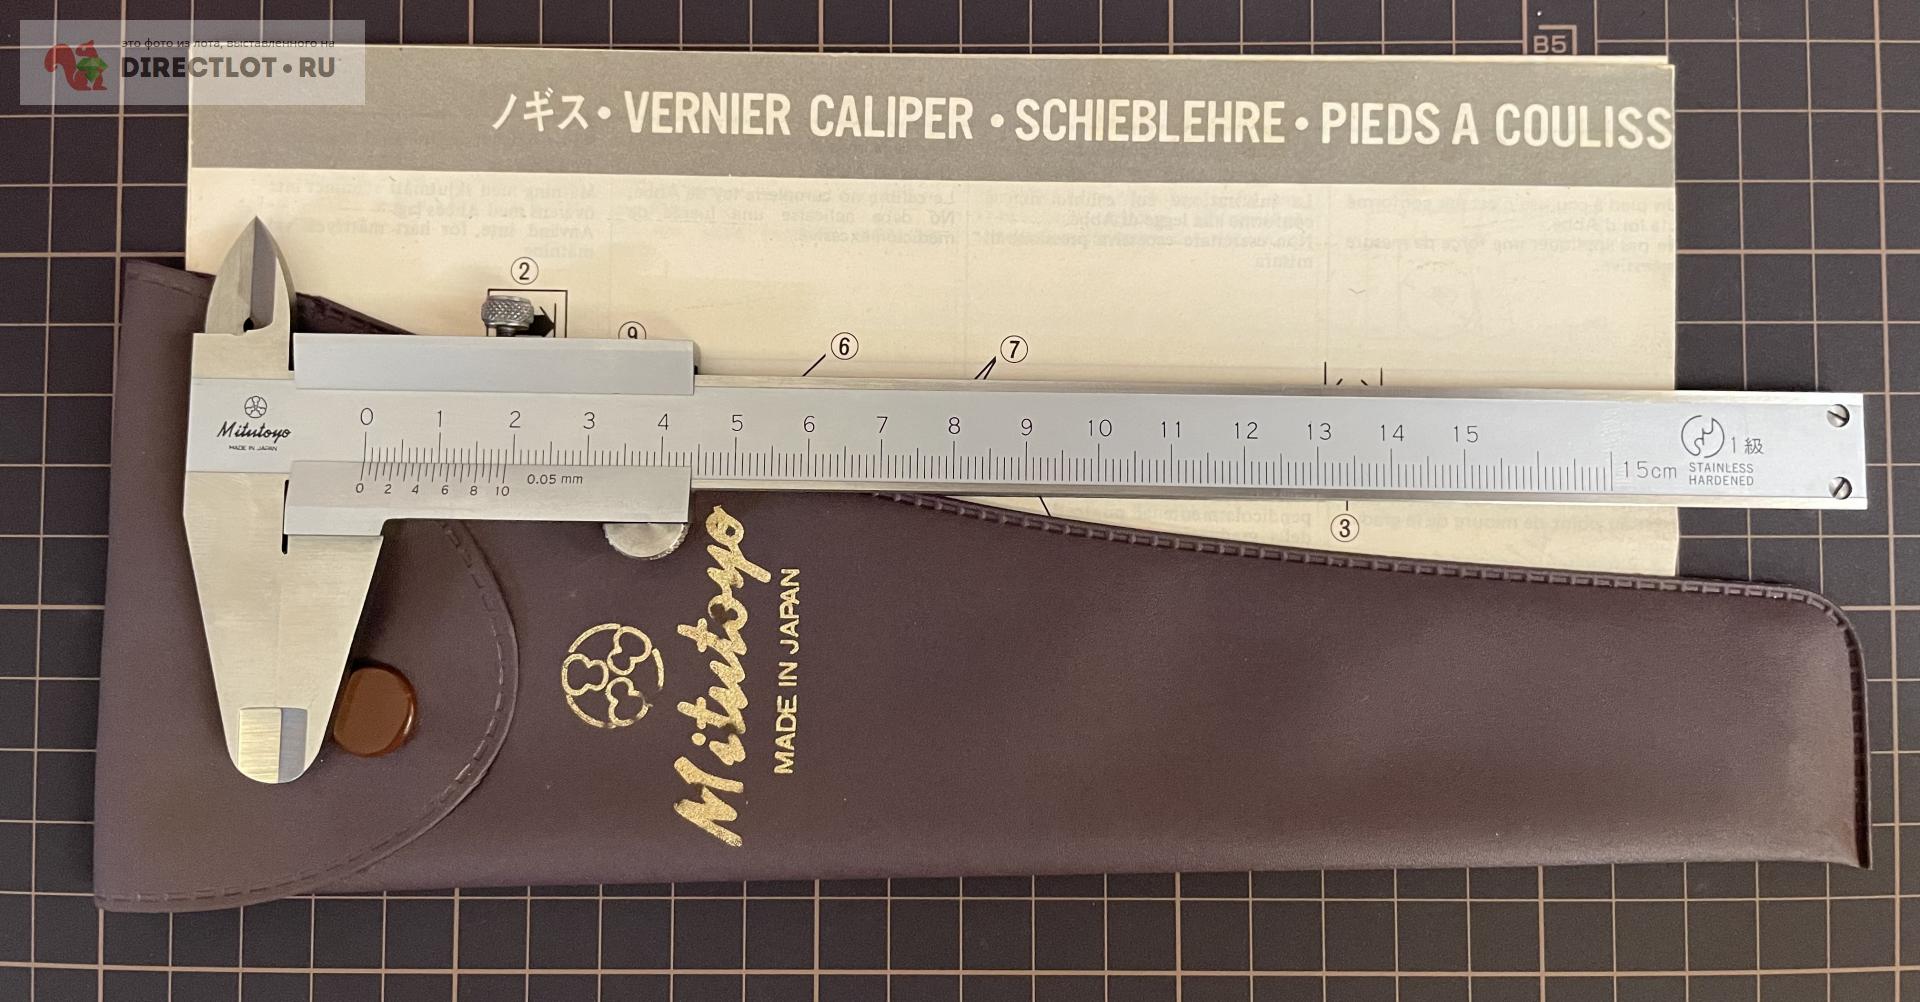 это фото из лота, выставленного на
DIRECTLOT•RU
B5
ノギス・VERNIER CALIPER・SCHIEBLEHRE・PIEDS A COULISS
②
⑨
⑥
⑦
0 1 2 3 4 5 6 7 8 9 10 11 12 13 14 15
Mitutoyo
MADE IN JAPAN
1級
15cm
STAINLESS
HARDENED
0 2 4 6 8 10
0.05 mm
③
Mitutoyo
MADE IN JAPAN